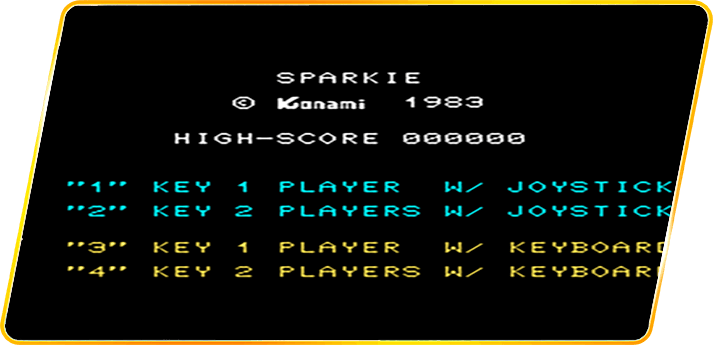 SPARKIE
© Konami 1983
HIGH-SCORE 000000
"1" KEY 1 PLAYER W/ JOYSTICK
"2" KEY 2 PLAYERS W/ JOYSTICK
"3" KEY 1 PLAYER W/ KEYBOARD
"4" KEY 2 PLAYERS W/ KEYBOARD